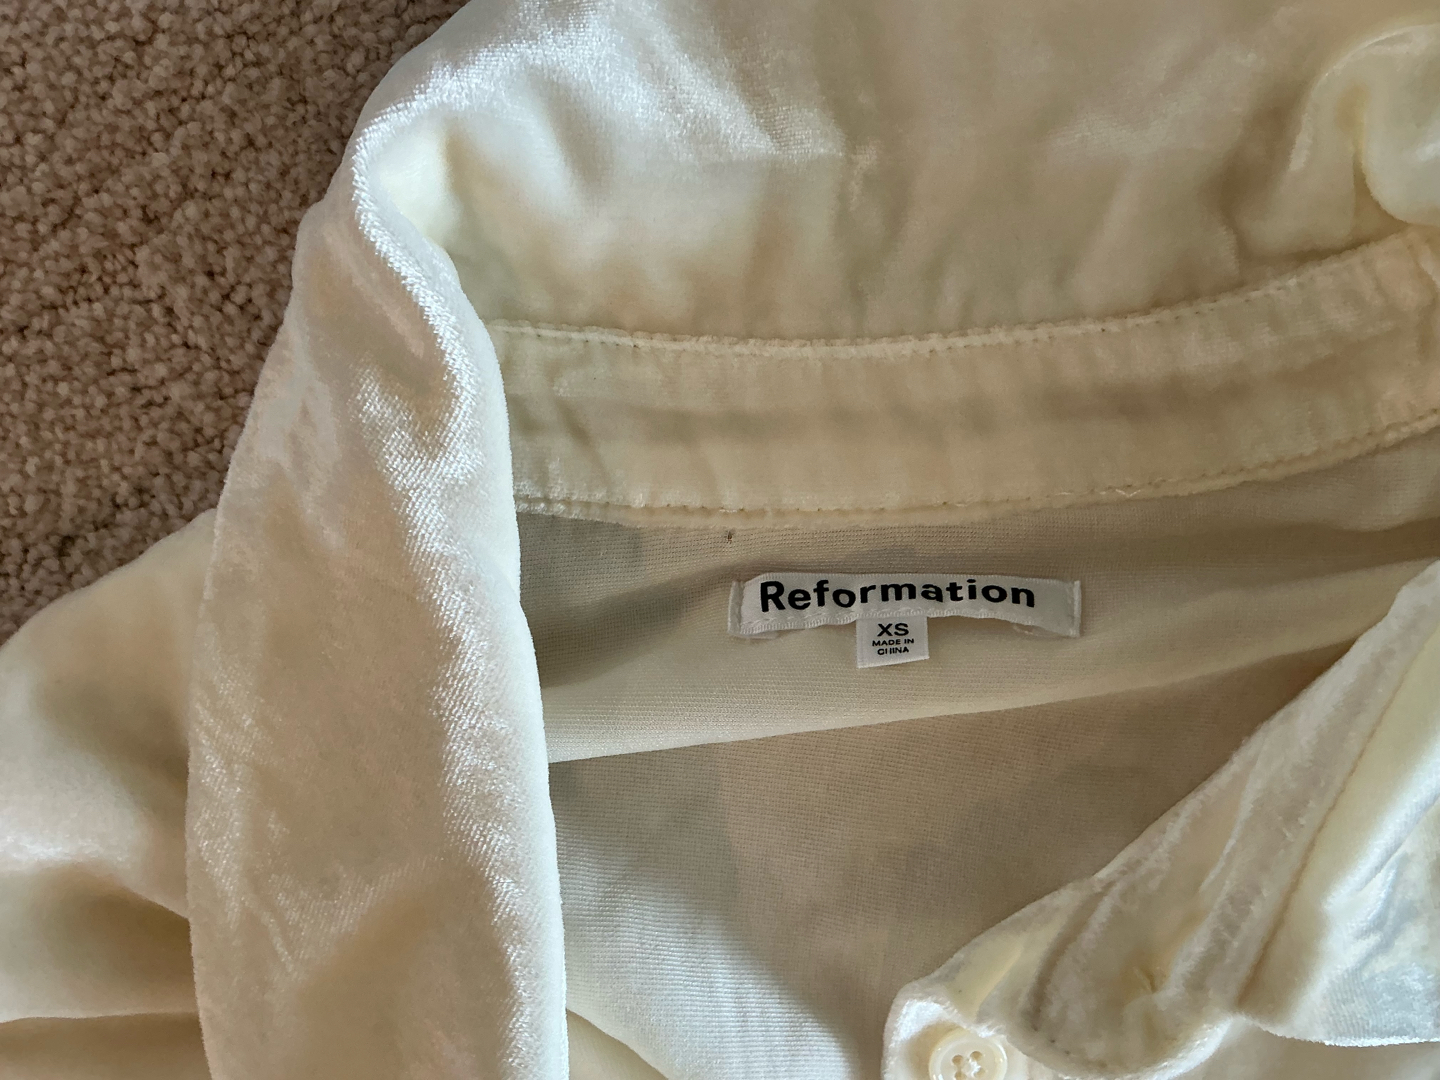 Reformation
XS
MADE IN
CHINA